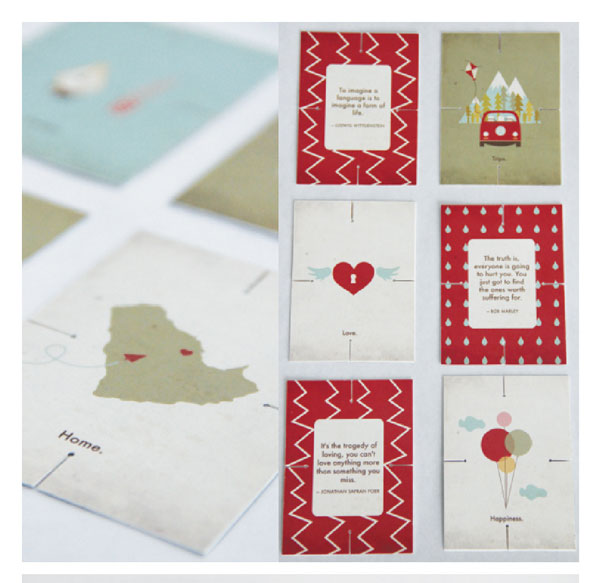 Home.
To imagine a
language is to
imagine a form of
life.
— LUDWIG WITTGENSTEIN
Trips.
Love.
The truth is,
everyone is going
to hurt you. You
just got to find
the ones worth
suffering for.
— BOB MARLEY
It's the tragedy of
loving, you can't
love anything more
than something you
miss.
— JONATHAN SAFRAN FOER
Happiness.